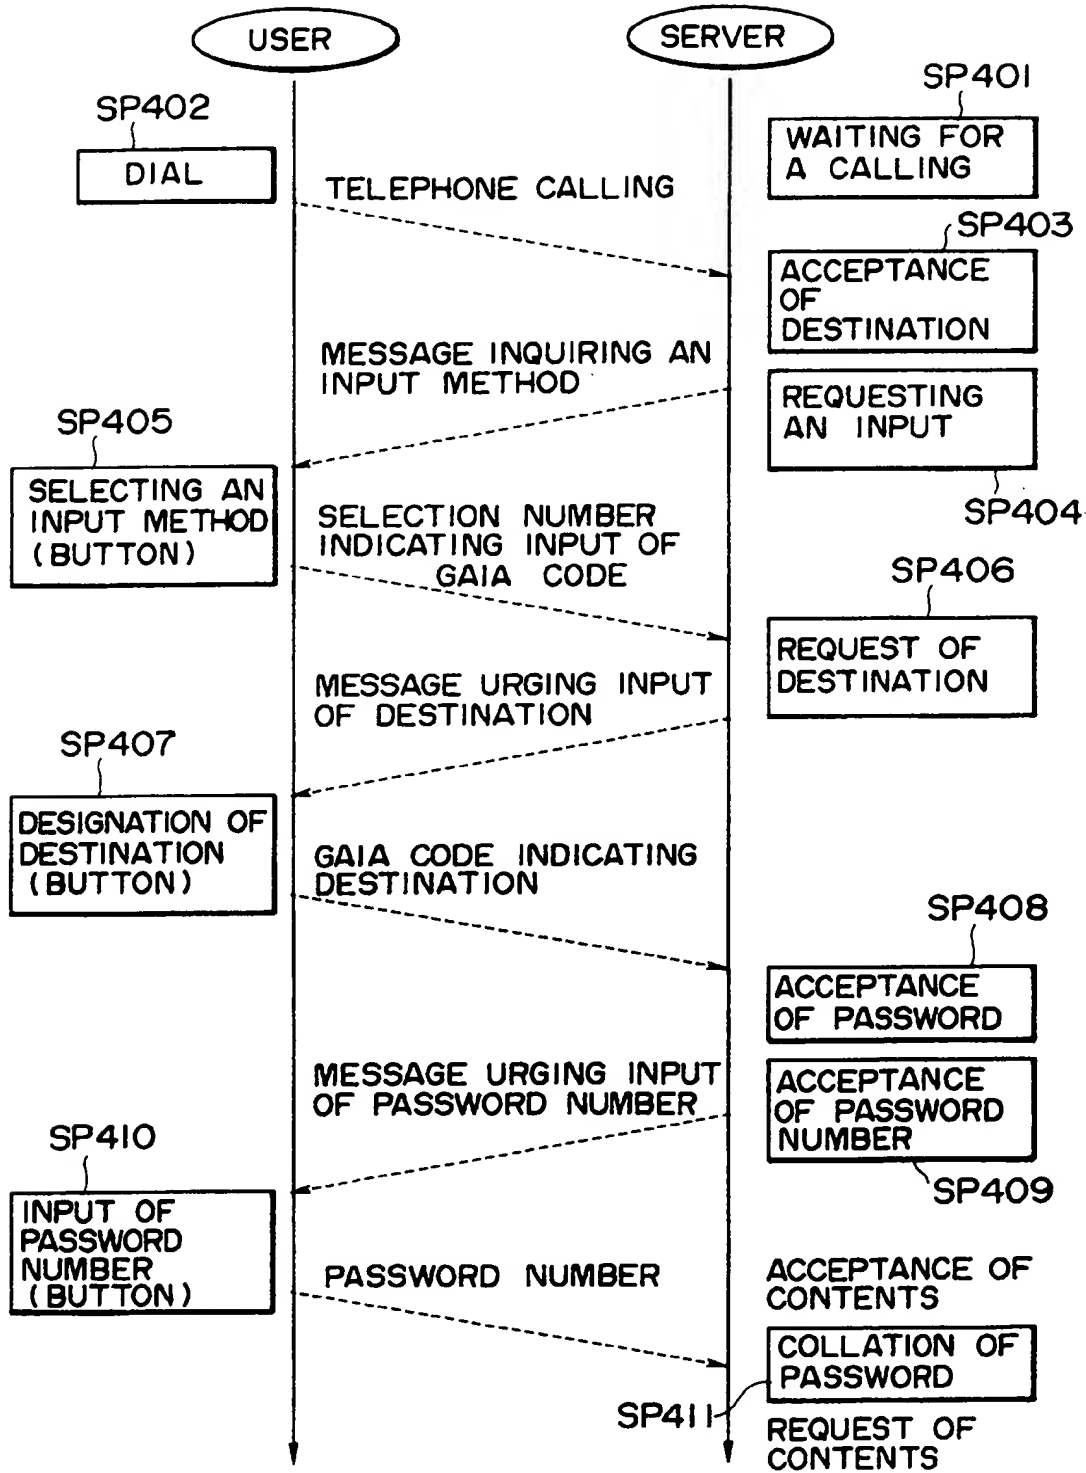 USER
SERVER
SP401
WAITING FOR
A CALLING
SP402
DIAL
TELEPHONE CALLING
SP403
ACCEPTANCE
OF
DESTINATION
MESSAGE INQUIRING AN
INPUT METHOD
REQUESTING
AN INPUT
SP404
SP405
SELECTING AN
INPUT METHOD
(BUTTON)
SELECTION NUMBER
INDICATING INPUT OF
GAIA CODE
SP406
REQUEST OF
DESTINATION
MESSAGE URGING INPUT
OF DESTINATION
SP407
DESIGNATION OF
DESTINATION
(BUTTON)
GAIA CODE INDICATING
DESTINATION
SP408
ACCEPTANCE
OF PASSWORD
MESSAGE URGING INPUT
OF PASSWORD NUMBER
ACCEPTANCE
OF PASSWORD
NUMBER
SP409
SP410
INPUT OF
PASSWORD
NUMBER
(BUTTON)
PASSWORD NUMBER
ACCEPTANCE OF
CONTENTS
COLLATION OF
PASSWORD
SP411
REQUEST OF
CONTENTS